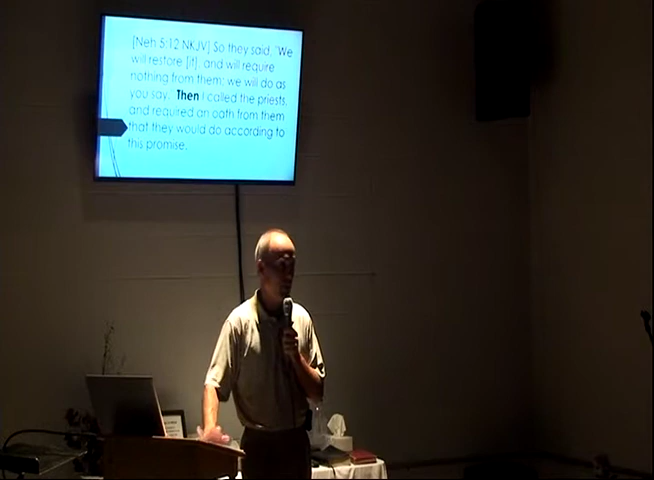 [Neh 5:12 NKJV] So they said, "We
will restore [it], and will require
nothing from them; we will do as
you say." Then I called the priests,
and required an oath from them
that they would do according to
this promise.